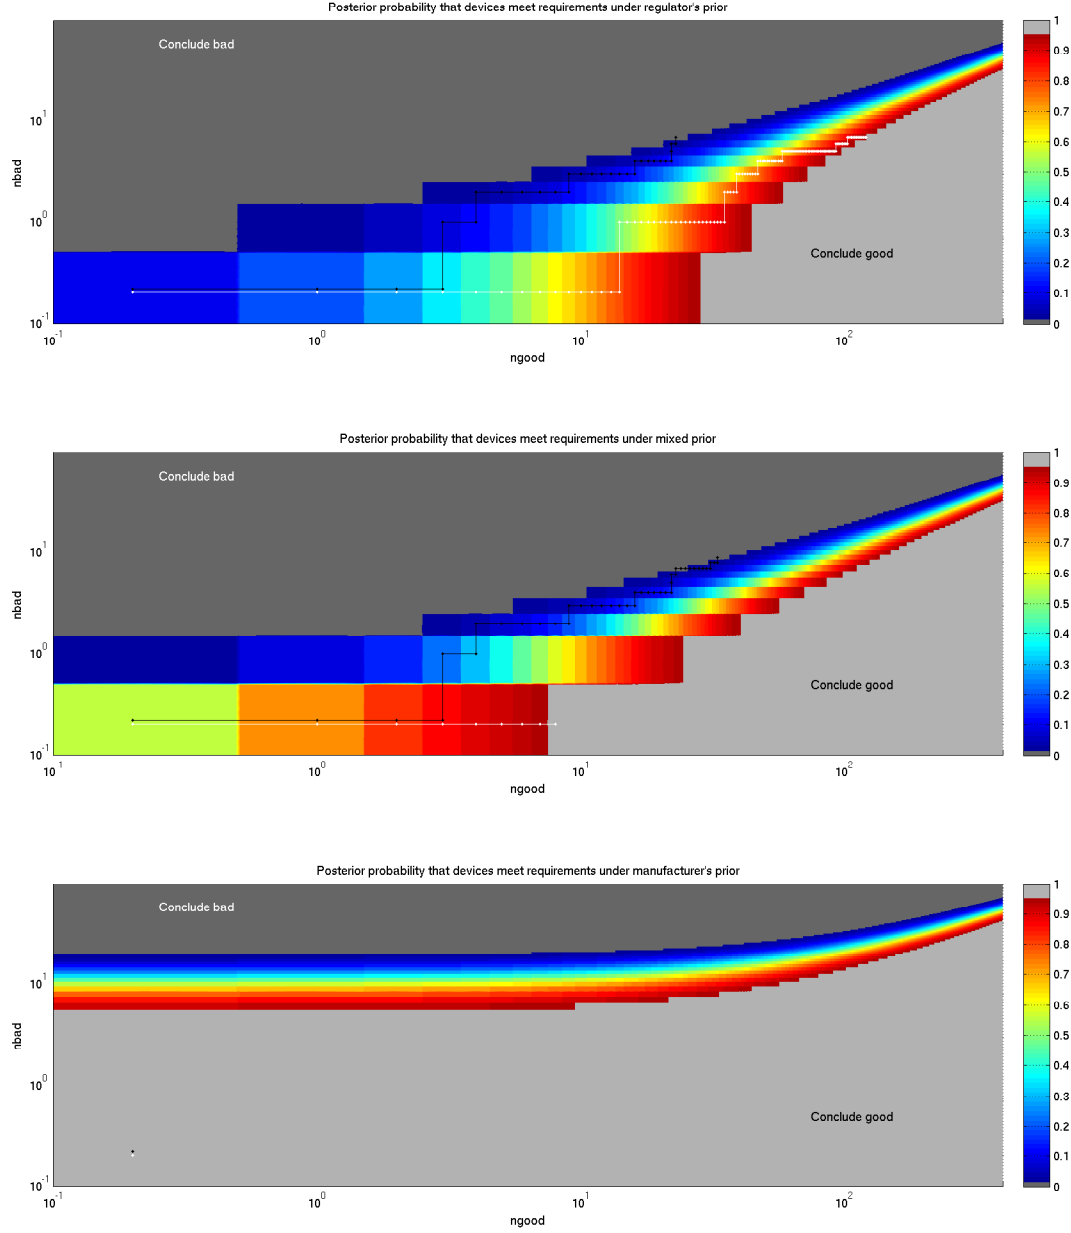 Posterior probability that devices meet requirements under regulator's prior
Conclude bad
Conclude good
nbad
10^1
10^0
10^-1
10^-1 10^0 10^1 10^2
ngood
1
0.9
0.8
0.7
0.6
0.5
0.4
0.3
0.2
0.1
0
Posterior probability that devices meet requirements under mixed prior
Conclude bad
Conclude good
nbad
10^1
10^0
10^-1
10^1 10^0 10^1 10^2
ngood
1
0.9
0.8
0.7
0.6
0.5
0.4
0.3
0.2
0.1
0
Posterior probability that devices meet requirements under manufacturer's prior
Conclude bad
Conclude good
nbad
10^1
10^0
10^-1
10^-1 10^0 10^1 10^2
ngood
1
0.9
0.8
0.7
0.6
0.5
0.4
0.3
0.2
0.1
0